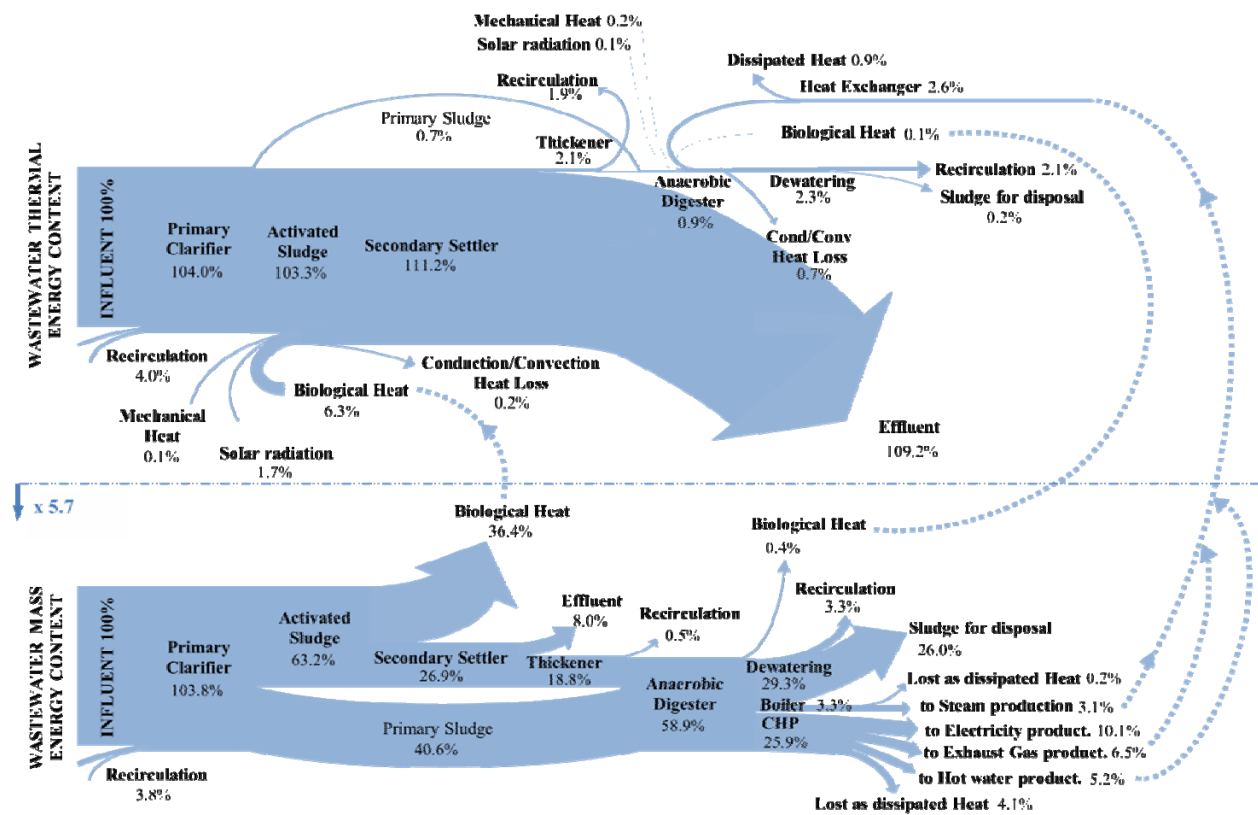 Mechanical Heat 0.2%
Solar radiation 0.1%
Recirculation
1.9%
Dissipated Heat 0.9%
Heat Exchanger 2.6%
Primary Sludge
0.7%
Thickener
2.1%
Biological Heat 0.1%
Anaerobic
Digester
0.9%
Dewatering
2.3%
Recirculation 2.1%
Sludge for disposal
0.2%
Cond/Conv
Heat Loss
0.7%
WASTEWATER THERMAL
ENERGY CONTENT
INFLUENT 100%
Primary
Clarifier
104.0%
Activated
Sludge
103.3%
Secondary Settler
111.2%
Recirculation
4.0%
Mechanical
Heat
0.1%
Solar radiation
1.7%
Biological Heat
6.3%
Conduction/Convection
Heat Loss
0.2%
Effluent
109.2%
x 5.7
WASTEWATER MASS
ENERGY CONTENT
INFLUENT 100%
Primary
Clarifier
103.8%
Recirculation
3.8%
Activated
Sludge
63.2%
Biological Heat
36.4%
Secondary Settler
26.9%
Effluent
8.0%
Thickener
18.8%
Recirculation
0.5%
Primary Sludge
40.6%
Anaerobic
Digester
58.9%
Biological Heat
0.4%
Recirculation
3.3%
Dewatering
29.3%
Boiler 3.3%
CHP
25.9%
Sludge for disposal
26.0%
Lost as dissipated Heat 0.2%
to Steam production 3.1%
to Electricity product. 10.1%
to Exhaust Gas product. 6.5%
to Hot water product. 5.2%
Lost as dissipated Heat 4.1%